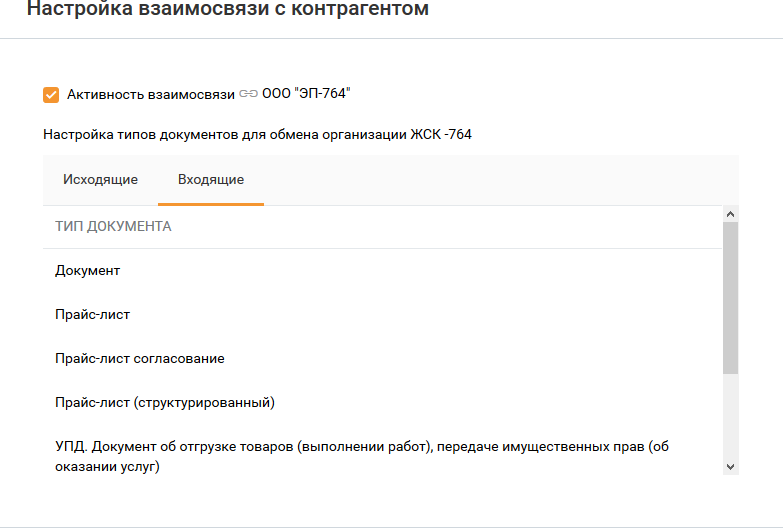 Настройка взаимосвязи с контрагентом
Активность взаимосвязи ООО "ЭП-764"
Настройка типов документов для обмена организации ЖСК -764
Исходящие Входящие
ТИП ДОКУМЕНТА
Документ
Прайс-лист
Прайс-лист согласование
Прайс-лист (структурированный)
УПД. Документ об отгрузке товаров (выполнении работ), передаче имущественных прав (об
оказании услуг)